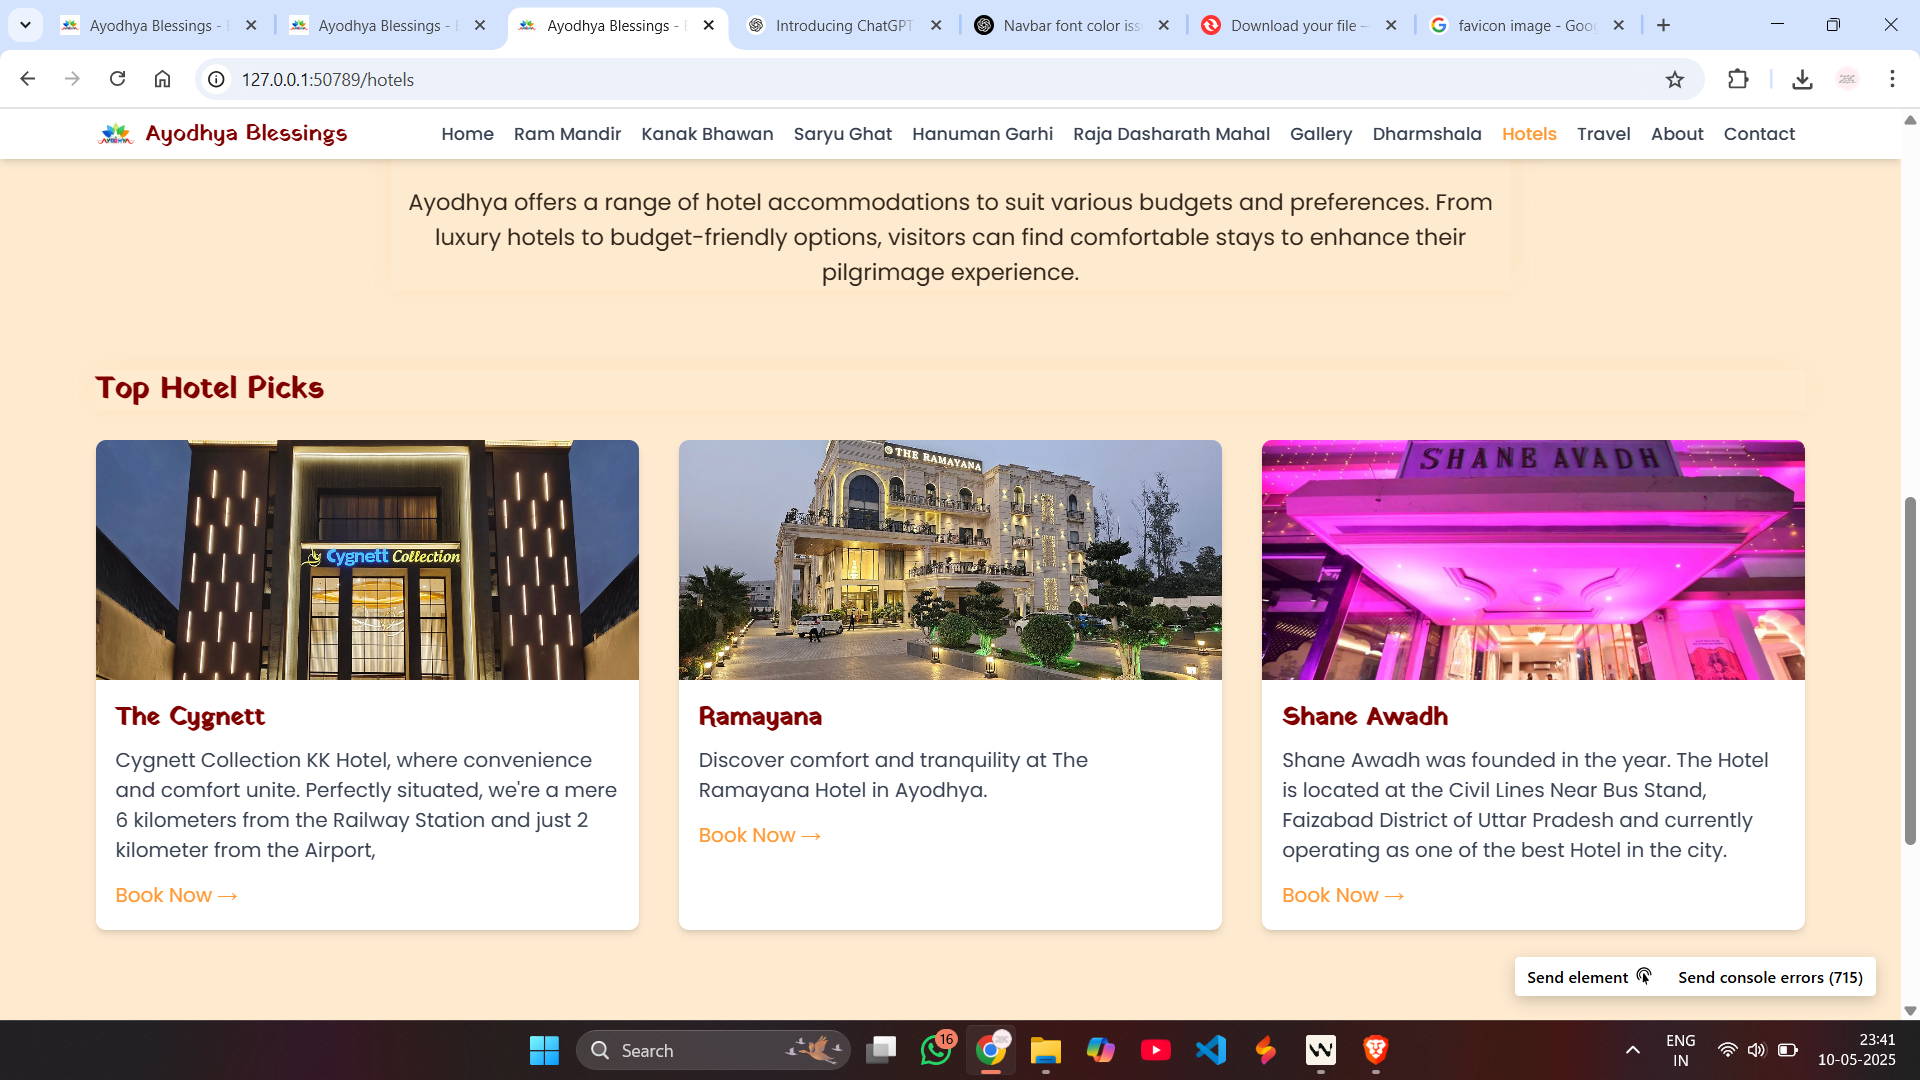 Ayodhya Blessings -
Ayodhya Blessings -
Ayodhya Blessings -
Introducing ChatGPT
Navbar font color iss
Download your file –
favicon image - Goo
127.0.0.1:50789/hotels
Ayodhya Blessings
Home
Ram Mandir
Kanak Bhawan
Saryu Ghat
Hanuman Garhi
Raja Dasharath Mahal
Gallery
Dharmshala
Hotels
Travel
About
Contact
Ayodhya offers a range of hotel accommodations to suit various budgets and preferences. From
luxury hotels to budget-friendly options, visitors can find comfortable stays to enhance their
pilgrimage experience.
Top Hotel Picks
Cygnett Collection
THE RAMAYANA
SHANE AVADH
The Cygnett
Cygnett Collection KK Hotel, where convenience
and comfort unite. Perfectly situated, we're a mere
6 kilometers from the Railway Station and just 2
kilometer from the Airport,
Book Now →
Ramayana
Discover comfort and tranquility at The
Ramayana Hotel in Ayodhya.
Book Now →
Shane Awadh
Shane Awadh was founded in the year. The Hotel
is located at the Civil Lines Near Bus Stand,
Faizabad District of Uttar Pradesh and currently
operating as one of the best Hotel in the city.
Book Now →
Send element
Send console errors (715)
Search
16
ENG
IN
23:41
10-05-2025